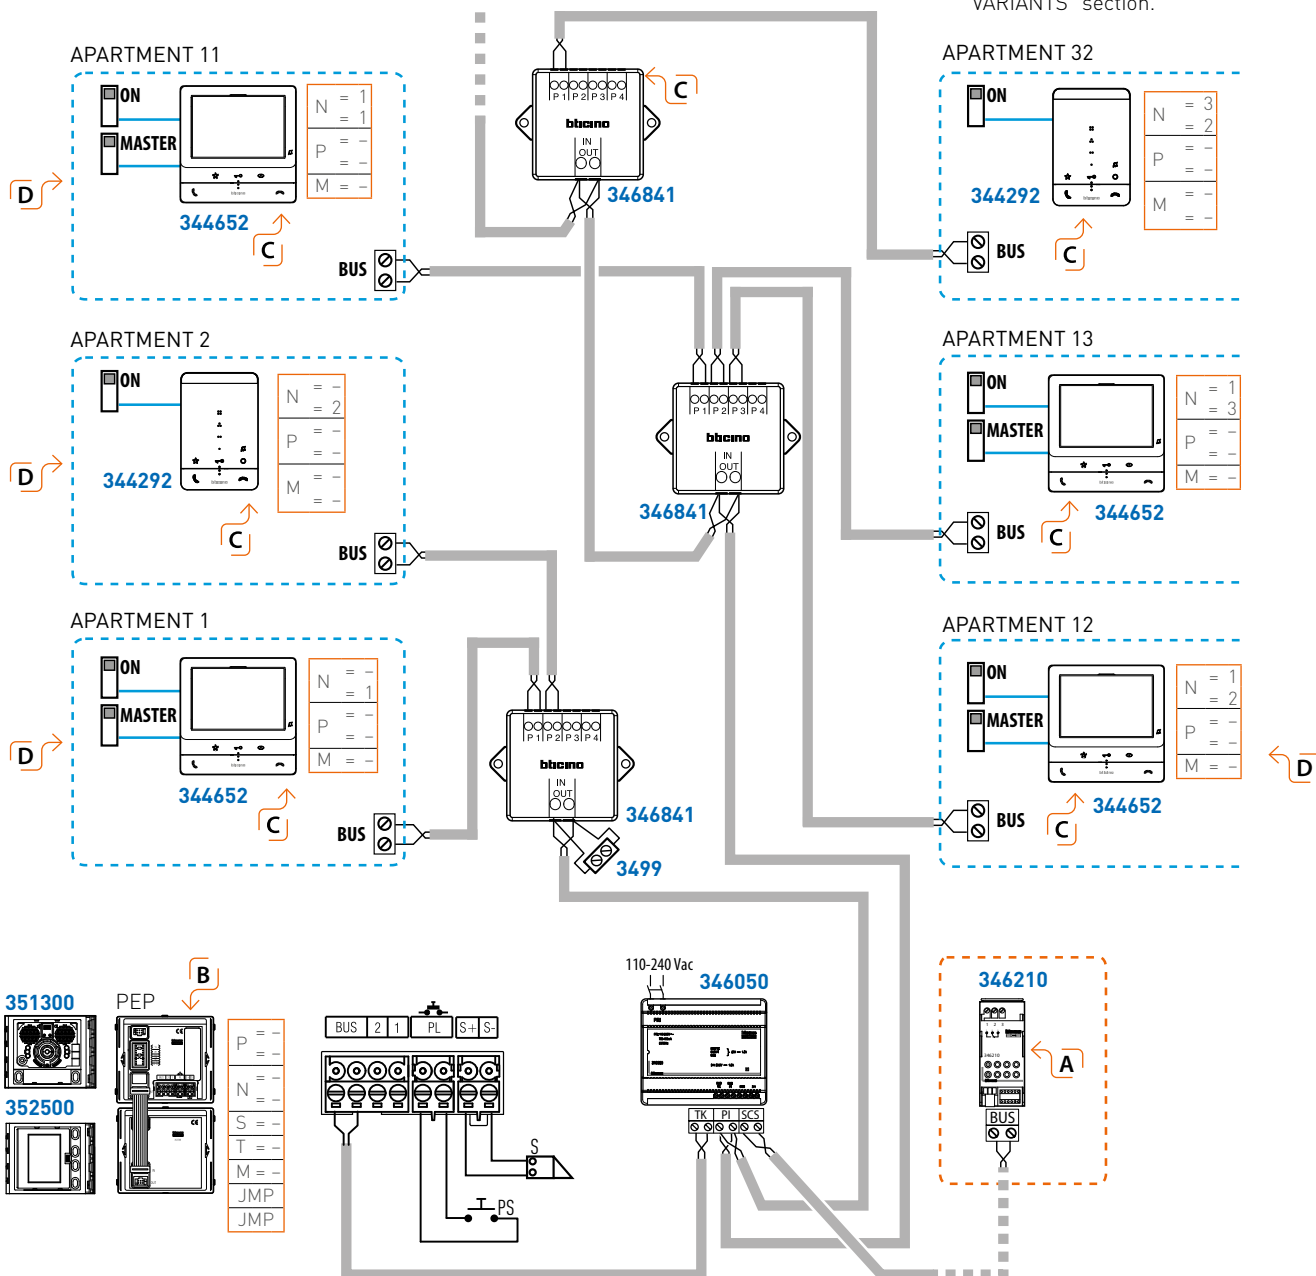 VARIANTS" section.
APARTMENT 11
ON
MASTER
N = 1
= 1
P = –
= –
M = –
D
344652
C
BUS
P1 P2 P3 P4
bticino
IN
OUT
346841
C
APARTMENT 32
ON
N = 3
= 2
P = –
= –
M = –
= –
344292
C
BUS
APARTMENT 2
ON
N = –
= 2
P = –
= –
M = –
= –
D
344292
C
BUS
P1 P2 P3 P4
bticino
IN
OUT
346841
APARTMENT 13
ON
MASTER
N = 1
= 3
P = –
= –
M = –
344652
C
BUS
APARTMENT 1
ON
MASTER
N = –
= 1
P = –
= –
M = –
D
344652
C
BUS
P1 P2 P3 P4
bticino
IN
OUT
346841
3499
APARTMENT 12
ON
MASTER
N = 1
= 2
P = –
= –
M = –
D
344652
C
BUS
351300
352500
PEP
B
P = –
= –
N = –
= –
S = –
T = –
M = –
JMP
JMP
BUS 2 1 PL S+ S-
S
PS
110-240 Vac
346050
TK PI SCS
346210
1 2 3
346210
A
BUS